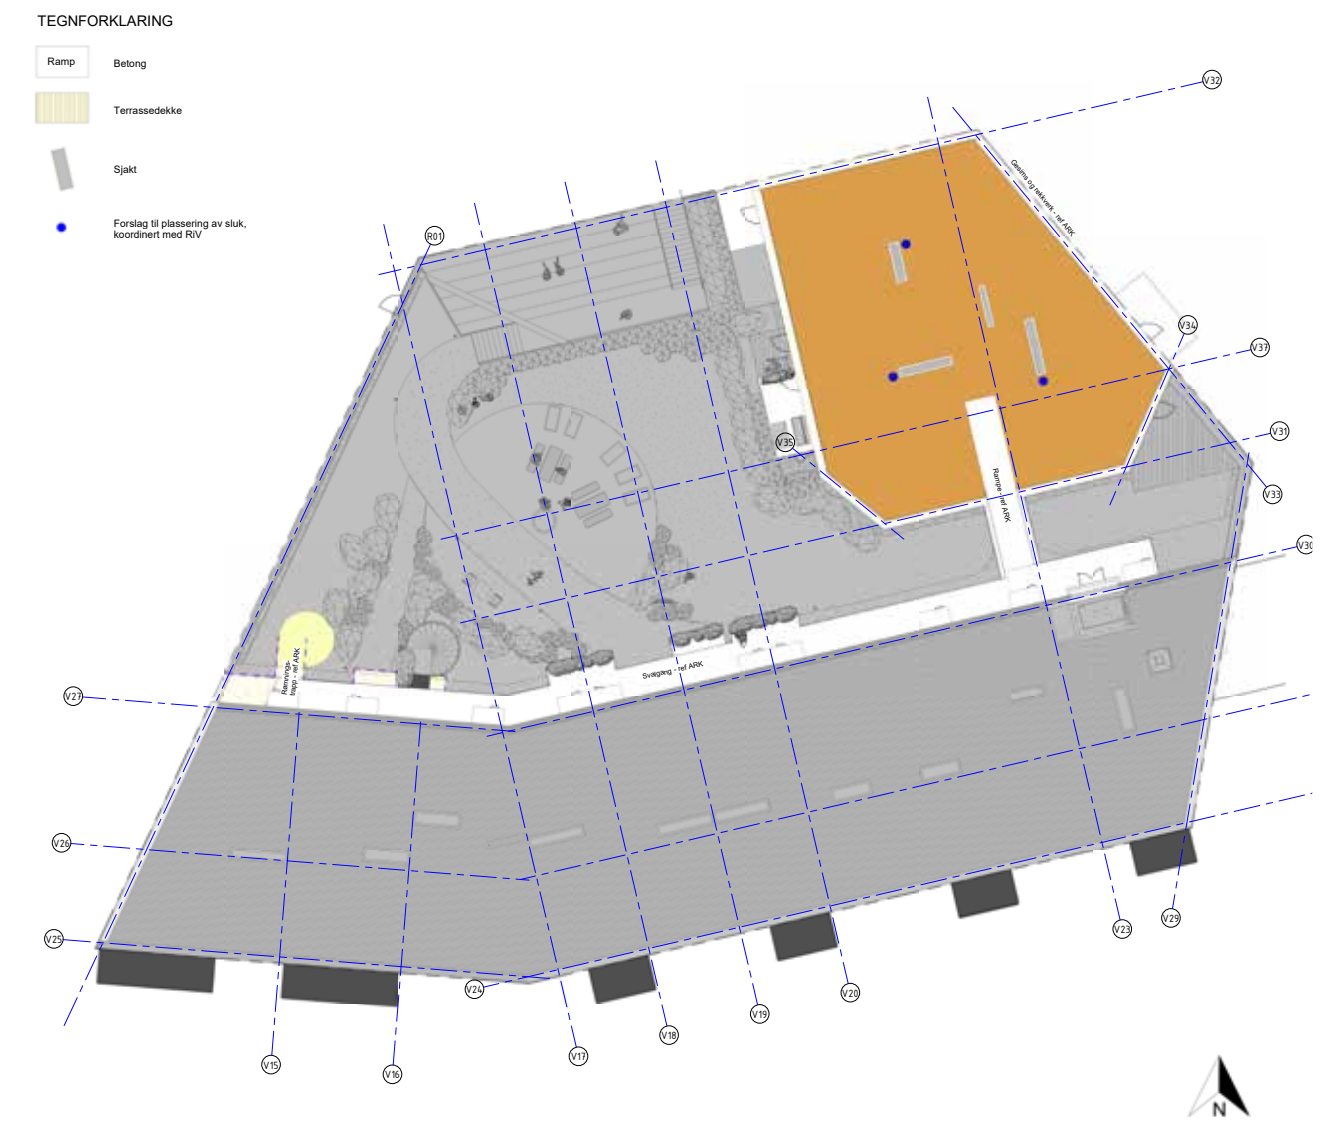 TEGNFORKLARING
Ramp
Betong
Terrassedekke
Sjakt
Forslag til plassering av sluk,
koordinert med RiV
V32
Gesims og rekkverk - ref ARK
R01
V34
V37
V35
V31
Rampe - ref ARK
V33
V30
Rømnings-
trapp - ref ARK
Svalgang - ref ARK
V27
V26
V25
V24
V29
V23
V20
V19
V18
V17
V15
V16
N